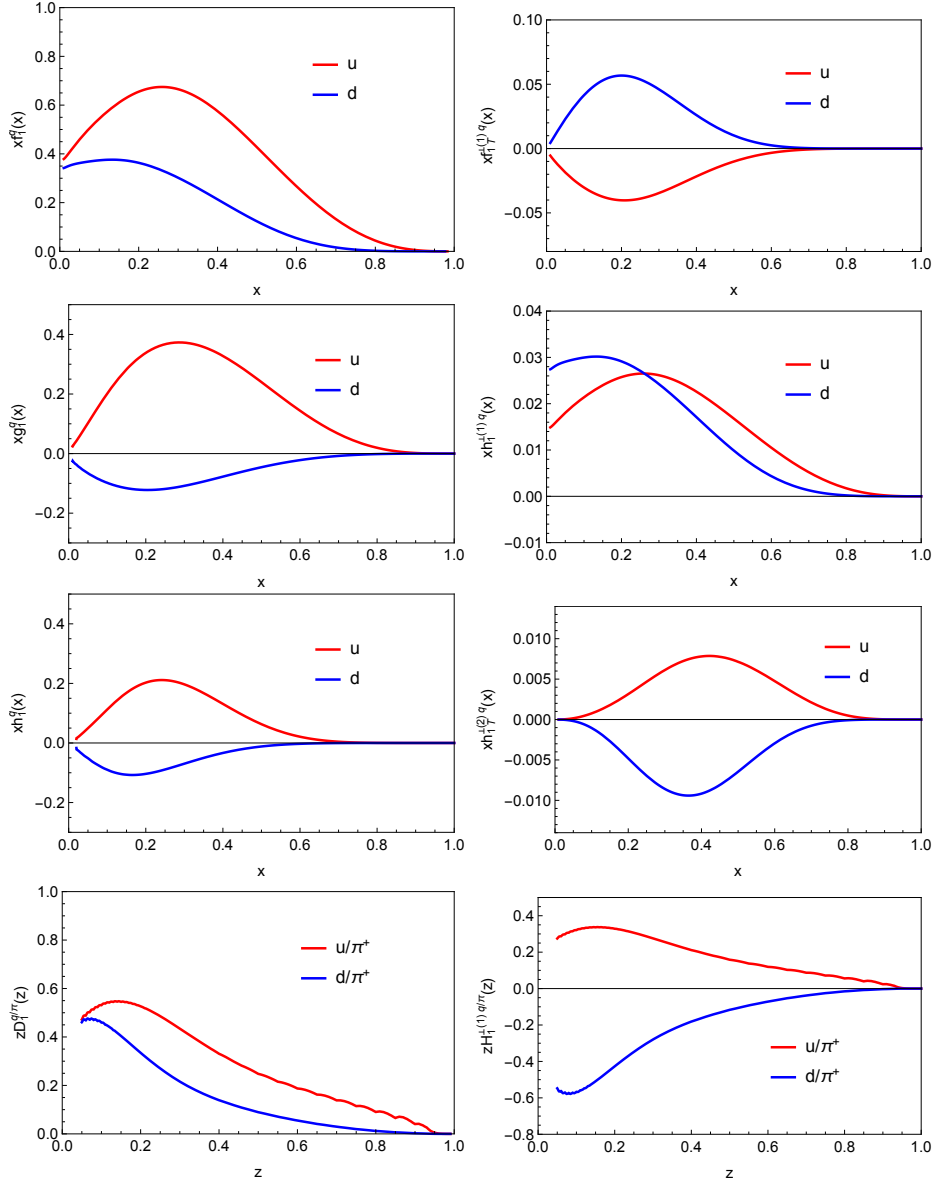 1.0
0.8
0.6
0.4
0.2
0.0
xf₁^q(x)
u
d
0.0 0.2 0.4 0.6 0.8 1.0
x
0.05
0.00
−0.05
xf₁T^⊥(1) q(x)
u
d
0.0 0.2 0.4 0.6 0.8 1.0
x
0.4
0.2
0.0
−0.2
xg₁^q(x)
u
d
0.0 0.2 0.4 0.6 0.8 1.0
x
0.04
0.03
0.02
0.01
0.00
−0.01
xh₁^⊥(1) q(x)
u
d
0.0 0.2 0.4 0.6 0.8 1.0
x
0.4
0.2
0.0
−0.2
xh₁^q(x)
u
d
0.0 0.2 0.4 0.6 0.8 1.0
x
0.010
0.005
0.000
−0.005
−0.010
xh₁T^⊥(2) q(x)
u
d
0.0 0.2 0.4 0.6 0.8 1.0
x
1.0
0.8
0.6
0.4
0.2
0.0
zD₁^q/π(z)
u/π⁺
d/π⁺
0.0 0.2 0.4 0.6 0.8 1.0
z
0.4
0.2
0.0
−0.2
−0.4
−0.6
−0.8
zH₁^⊥(1) q/π(z)
u/π⁺
d/π⁺
0.0 0.2 0.4 0.6 0.8 1.0
z